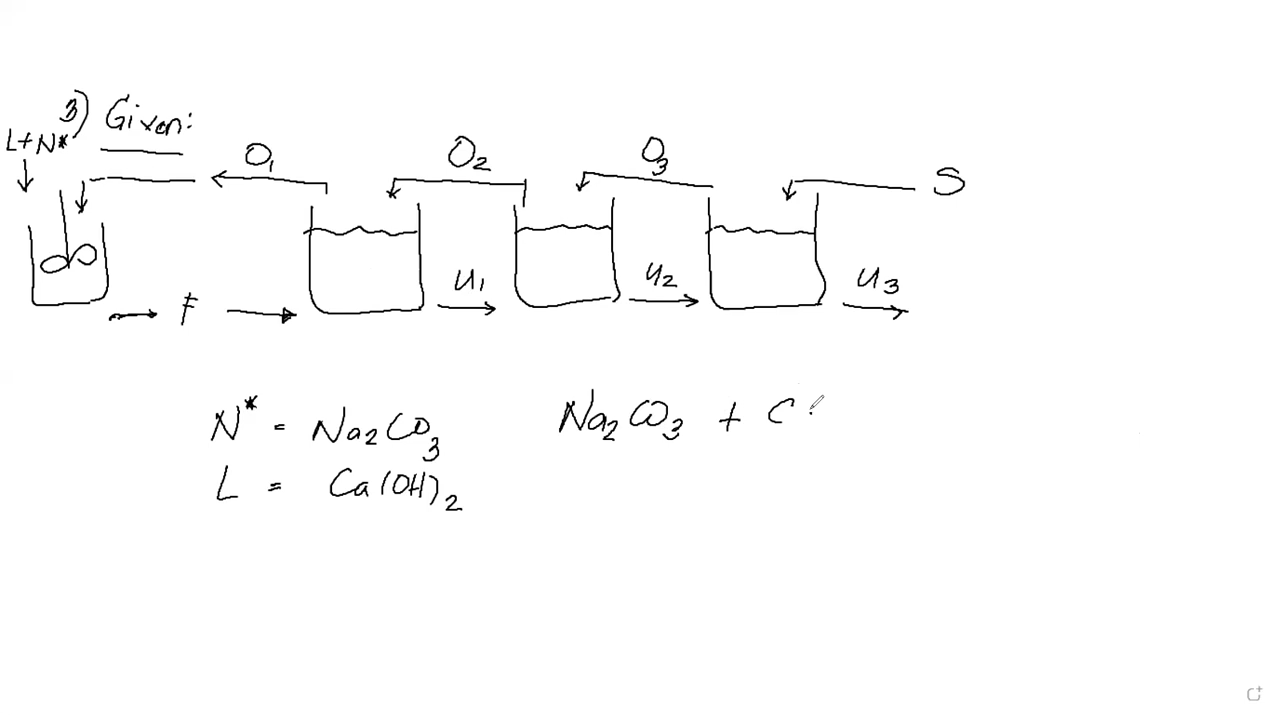 3) Given:
L+N*
O₁ O₂ O₃ S
F U₁ U₂ U₃
N* = Na₂CO₃
Na₂CO₃ + C
L = Ca(OH)₂